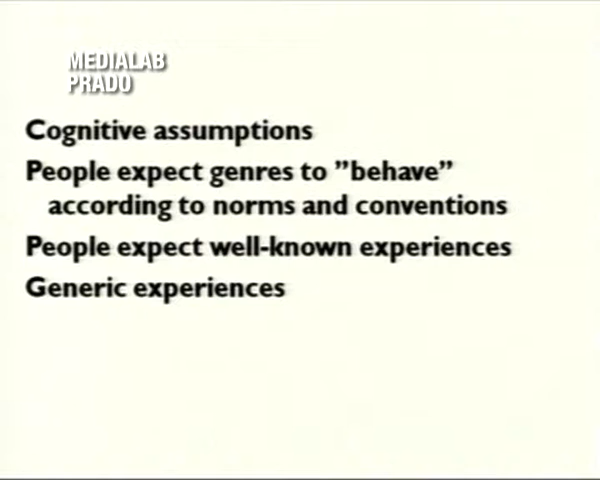 MEDIALAB
PRADO
Cognitive assumptions
People expect genres to ”behave”
according to norms and conventions
People expect well-known experiences
Generic experiences